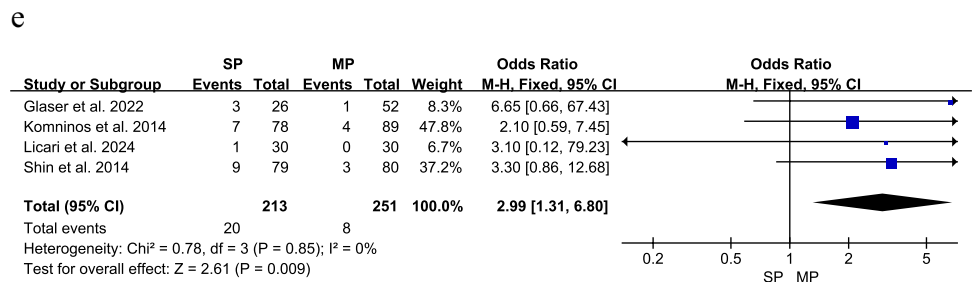 e
SP MP Odds Ratio Odds Ratio
Study or Subgroup Events Total Events Total Weight M-H, Fixed, 95% CI M-H, Fixed, 95% CI
Glaser et al. 2022 3 26 1 52 8.3% 6.65 [0.66, 67.43]
Komninos et al. 2014 7 78 4 89 47.8% 2.10 [0.59, 7.45]
Licari et al. 2024 1 30 0 30 6.7% 3.10 [0.12, 79.23]
Shin et al. 2014 9 79 3 80 37.2% 3.30 [0.86, 12.68]
Total (95% CI) 213 251 100.0% 2.99 [1.31, 6.80]
Total events 20 8
Heterogeneity: Chi² = 0.78, df = 3 (P = 0.85); I² = 0%
Test for overall effect: Z = 2.61 (P = 0.009)
0.2 0.5 1 2 5
SP MP